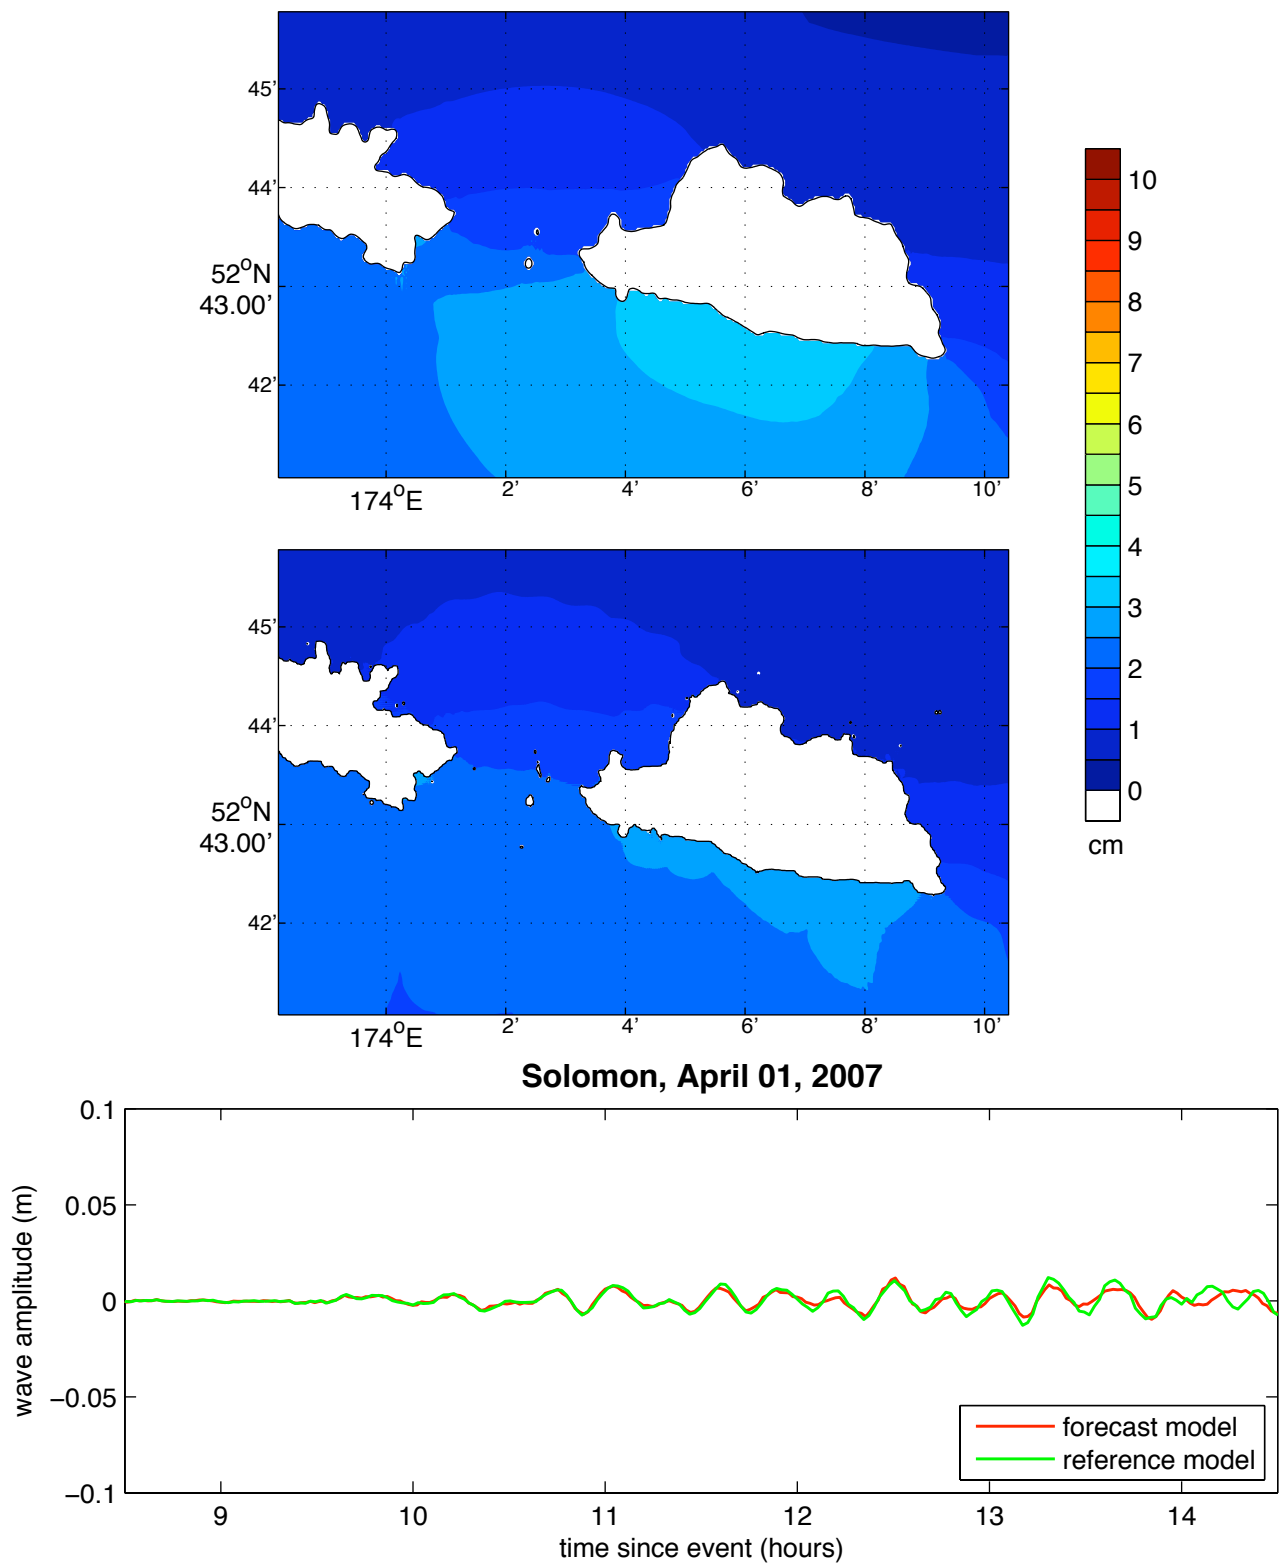 45’
44’
52°N
43.00’
42’
174°E 2’ 4’ 6’ 8’ 10’
10
9
8
7
6
5
4
3
2
1
0
cm
45’
44’
52°N
43.00’
42’
174°E 2’ 4’ 6’ 8’ 10’
Solomon, April 01, 2007
0.1
0.05
0
−0.05
−0.1
wave amplitude (m)
forecast model
reference model
9 10 11 12 13 14
time since event (hours)